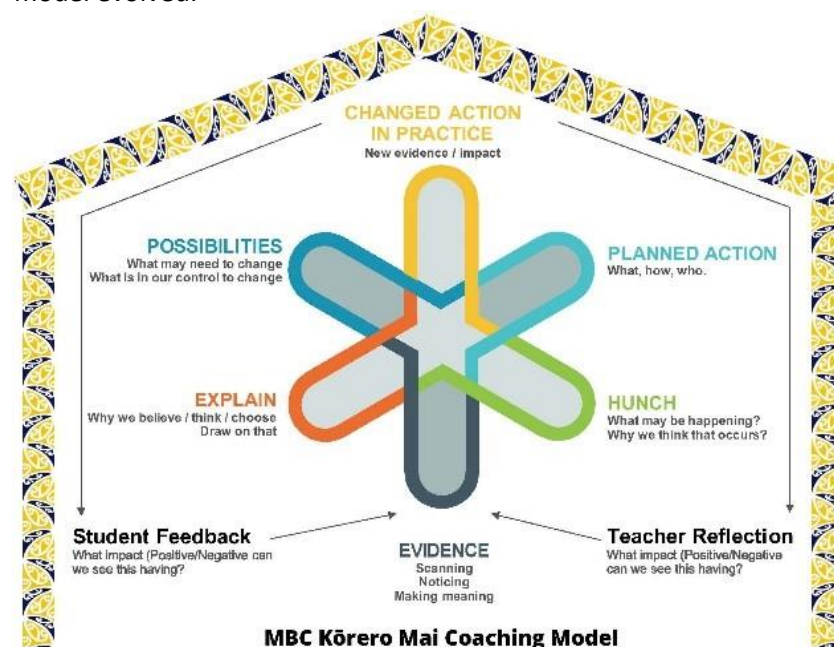 model evolved.
CHANGED ACTION
IN PRACTICE
New evidence / impact
POSSIBILITIES
What may need to change
What is in our control to change
PLANNED ACTION
What, how, who.
EXPLAIN
Why we believe / think / choose
Draw on that
HUNCH
What may be happening?
Why we think that occurs?
Student Feedback
What impact (Positive/Negative can
we see this having?
EVIDENCE
Scanning
Noticing
Making meaning
Teacher Reflection
What impact (Positive/Negative
can we see this having?
MBC Kōrero Mai Coaching Model